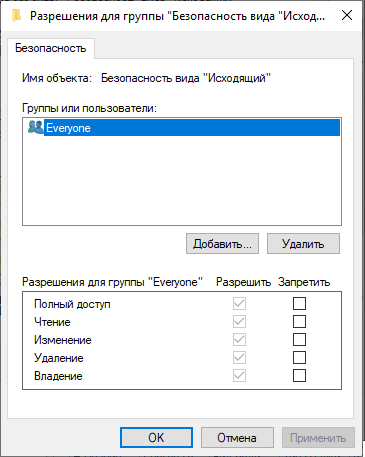 Разрешения для группы "Безопасность вида "Исход...
Безопасность
Имя объекта: Безопасность вида "Исходящий"
Группы или пользователи:
Everyone
Добавить... Удалить
Разрешения для группы "Everyone" Разрешить Запретить
Полный доступ
Чтение
Изменение
Удаление
Владение
OK Отмена Применить